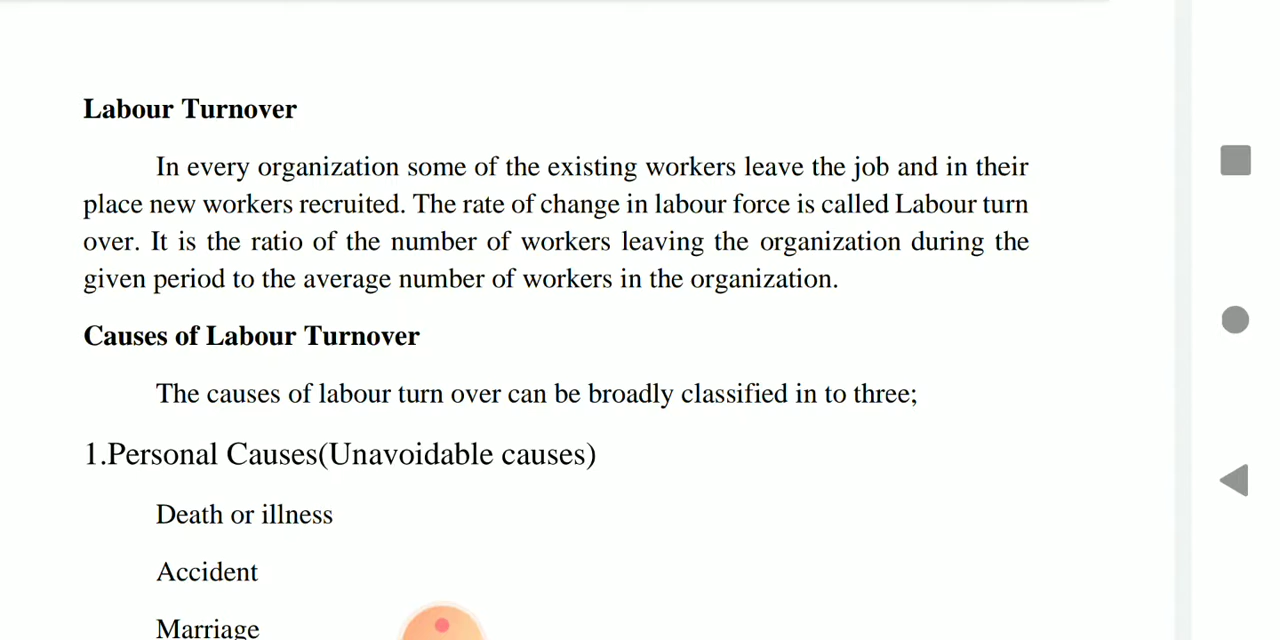 Labour Turnover
In every organization some of the existing workers leave the job and in their
place new workers recruited. The rate of change in labour force is called Labour turn
over. It is the ratio of the number of workers leaving the organization during the
given period to the average number of workers in the organization.
Causes of Labour Turnover
The causes of labour turn over can be broadly classified in to three;
1.Personal Causes(Unavoidable causes)
Death or illness
Accident
Marriage